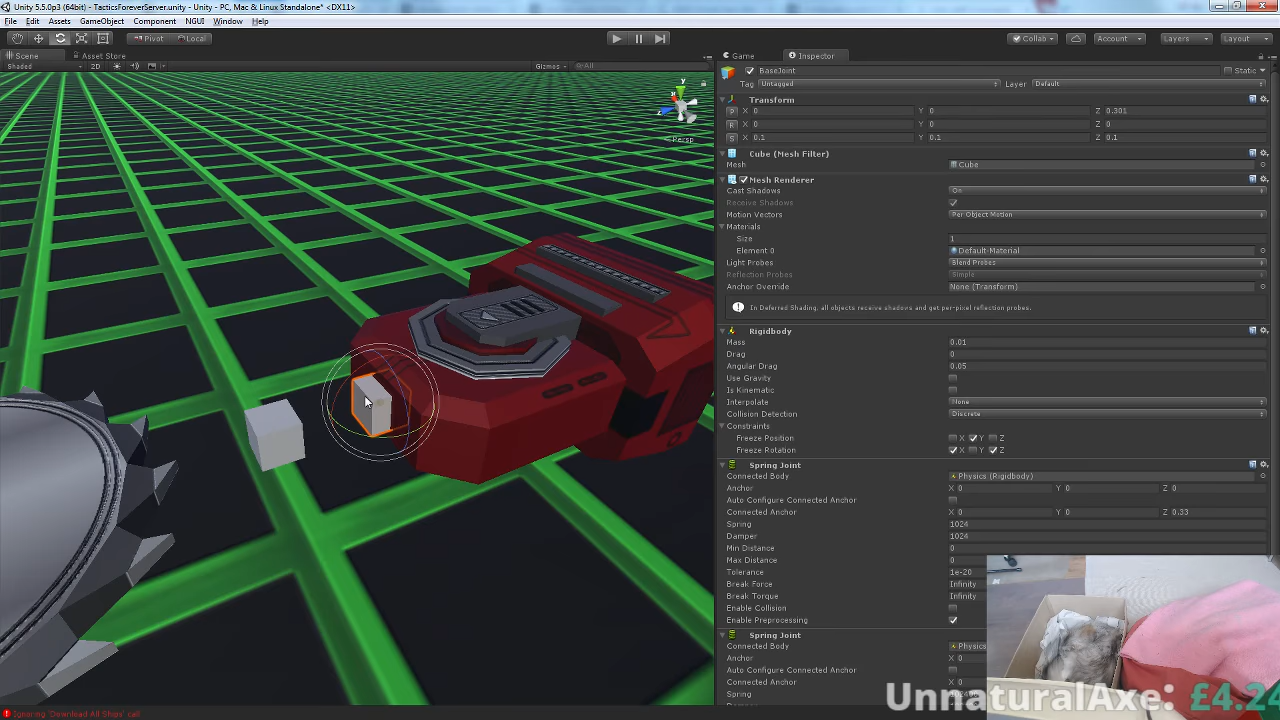 Unity 5.5.0p3 (64bit) - TacticsForeverServer.unity - Unity - PC, Mac & Linux Standalone* <DX11>
File Edit Assets GameObject Component NGUI Window Help
Pivot Local Collab Account Layers Layout
Scene Asset Store Game Inspector
Shaded 2D Gizmos All
BaseJoint Static
Tag Untagged Layer Default
Transform
P X 0 Y 0 Z 0.301
R X 0 Y 0 Z 0
S X 0.1 Y 0.1 Z 0.1
y
x
z
Persp
Cube (Mesh Filter)
Mesh Cube
Mesh Renderer
Cast Shadows On
Receive Shadows
Motion Vectors Per Object Motion
Materials
Size 1
Element 0 Default-Material
Light Probes Blend Probes
Reflection Probes Simple
Anchor Override None (Transform)
In Deferred Shading, all objects receive shadows and get per-pixel reflection probes.
Rigidbody
Mass 0.01
Drag 0
Angular Drag 0.05
Use Gravity
Is Kinematic
Interpolate None
Collision Detection Discrete
Constraints
Freeze Position X Y Z
Freeze Rotation X Y Z
Spring Joint
Connected Body Physics (Rigidbody)
Anchor X 0 Y 0 Z 0
Auto Configure Connected Anchor
Connected Anchor X 0 Y 0 Z 0.33
Spring 1024
Damper 1024
Min Distance 0
Max Distance 0
Tolerance 1e-20
Break Force Infinity
Break Torque Infinity
Enable Collision
Enable Preprocessing
Spring Joint
Connected Body Physics
Anchor X 0
Auto Configure Connected Anchor
Connected Anchor X 0
Spring
UnnaturalAxe: £4.24
Ignoring 'Download All Ships' call